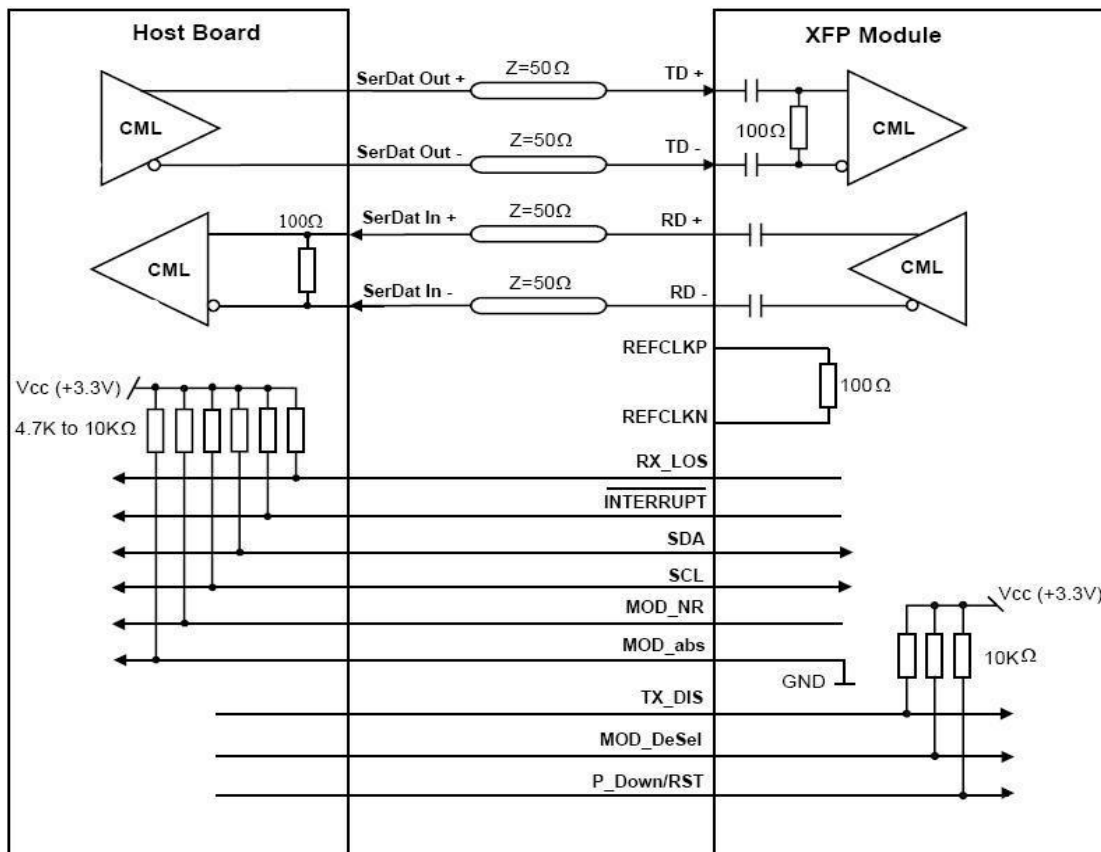 Host Board
XFP Module
SerDat Out +
Z=50Ω
TD +
CML
100Ω
CML
SerDat Out -
Z=50Ω
TD -
100Ω
SerDat In +
Z=50Ω
RD +
CML
CML
SerDat In -
Z=50Ω
RD -
REFCLKP
Vcc (+3.3V)
100Ω
4.7K to 10KΩ
REFCLKN
RX_LOS
INTERRUPT
SDA
SCL
MOD_NR
Vcc (+3.3V)
MOD_abs
10KΩ
GND
TX_DIS
MOD_DeSel
P_Down/RST